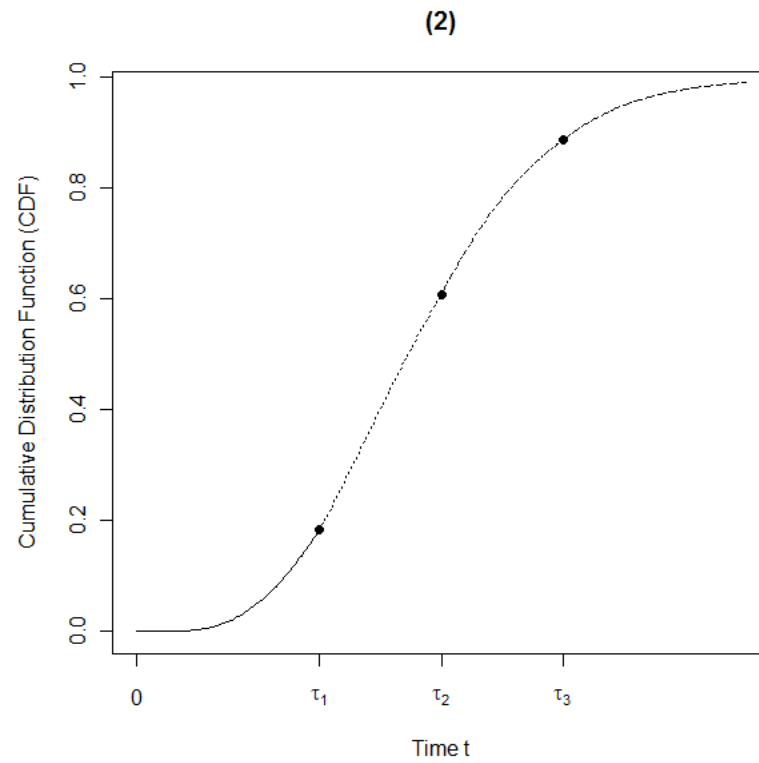 (2)
Cumulative Distribution Function (CDF)
1.0
0.8
0.6
0.4
0.2
0.0
0 τ1 τ2 τ3
Time t